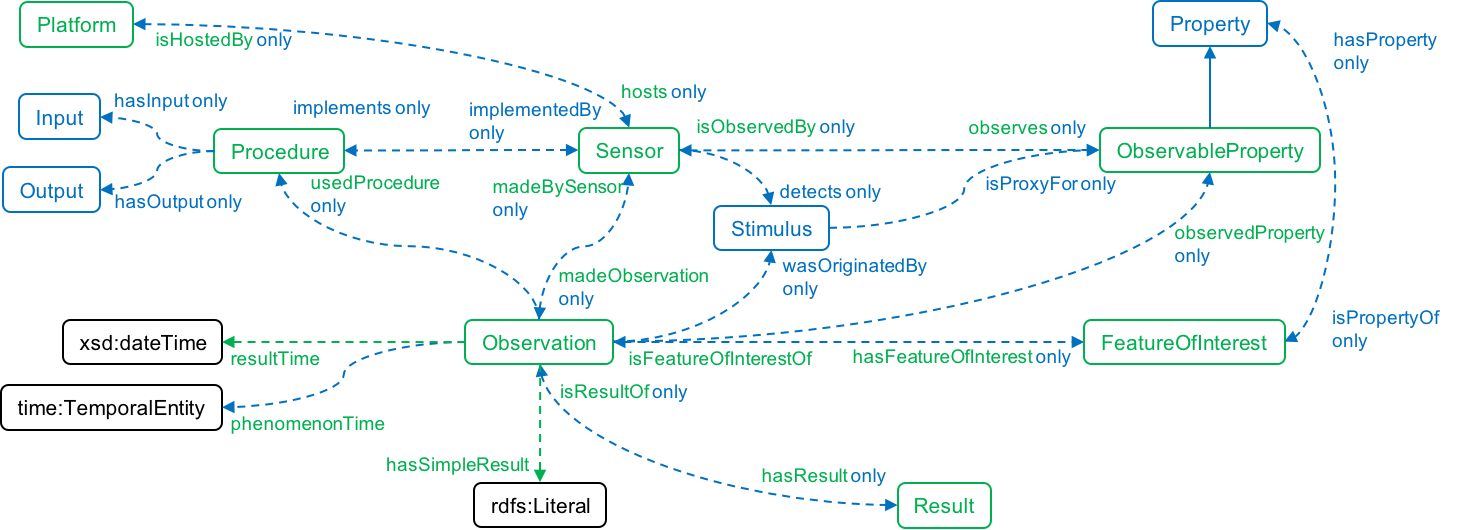 Platform
isHostedBy only
Property
hasProperty
only
Input
hasInput only
implements only
implementedBy
only
hosts only
isObservedBy only
observes only
Procedure
Sensor
ObservableProperty
Output
hasOutput only
usedProcedure
only
madeBySensor
only
detects only
isProxyFor only
Stimulus
observedProperty
only
wasOriginatedBy
only
madeObservation
only
isPropertyOf
only
xsd:dateTime
resultTime
Observation
isFeatureOfInterestOf
hasFeatureOfInterest only
FeatureOfInterest
time:TemporalEntity
phenomenonTime
isResultOf only
hasSimpleResult
hasResult only
rdfs:Literal
Result